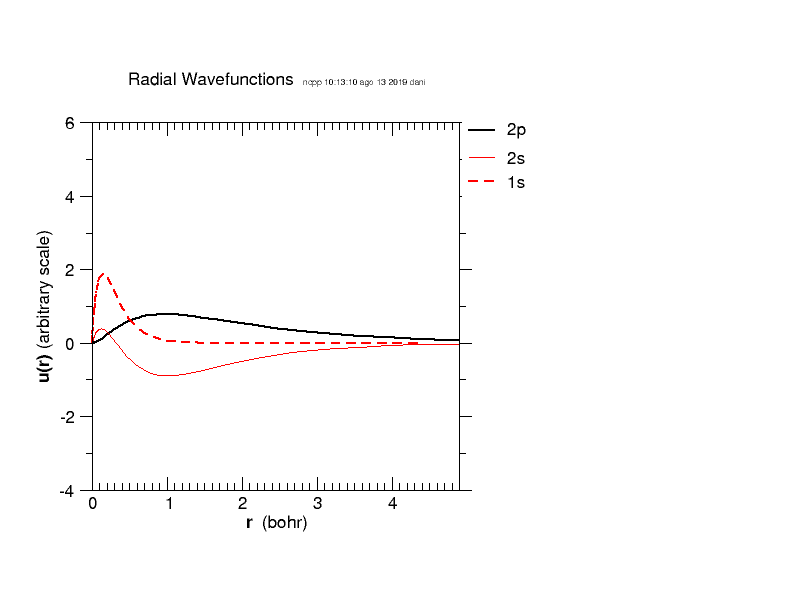 Radial Wavefunctions ncpp 10:13:10 ago 13 2019 dani
2p
2s
1s
6
4
2
0
-2
-4
u(r) (arbitrary scale)
0 1 2 3 4
r (bohr)